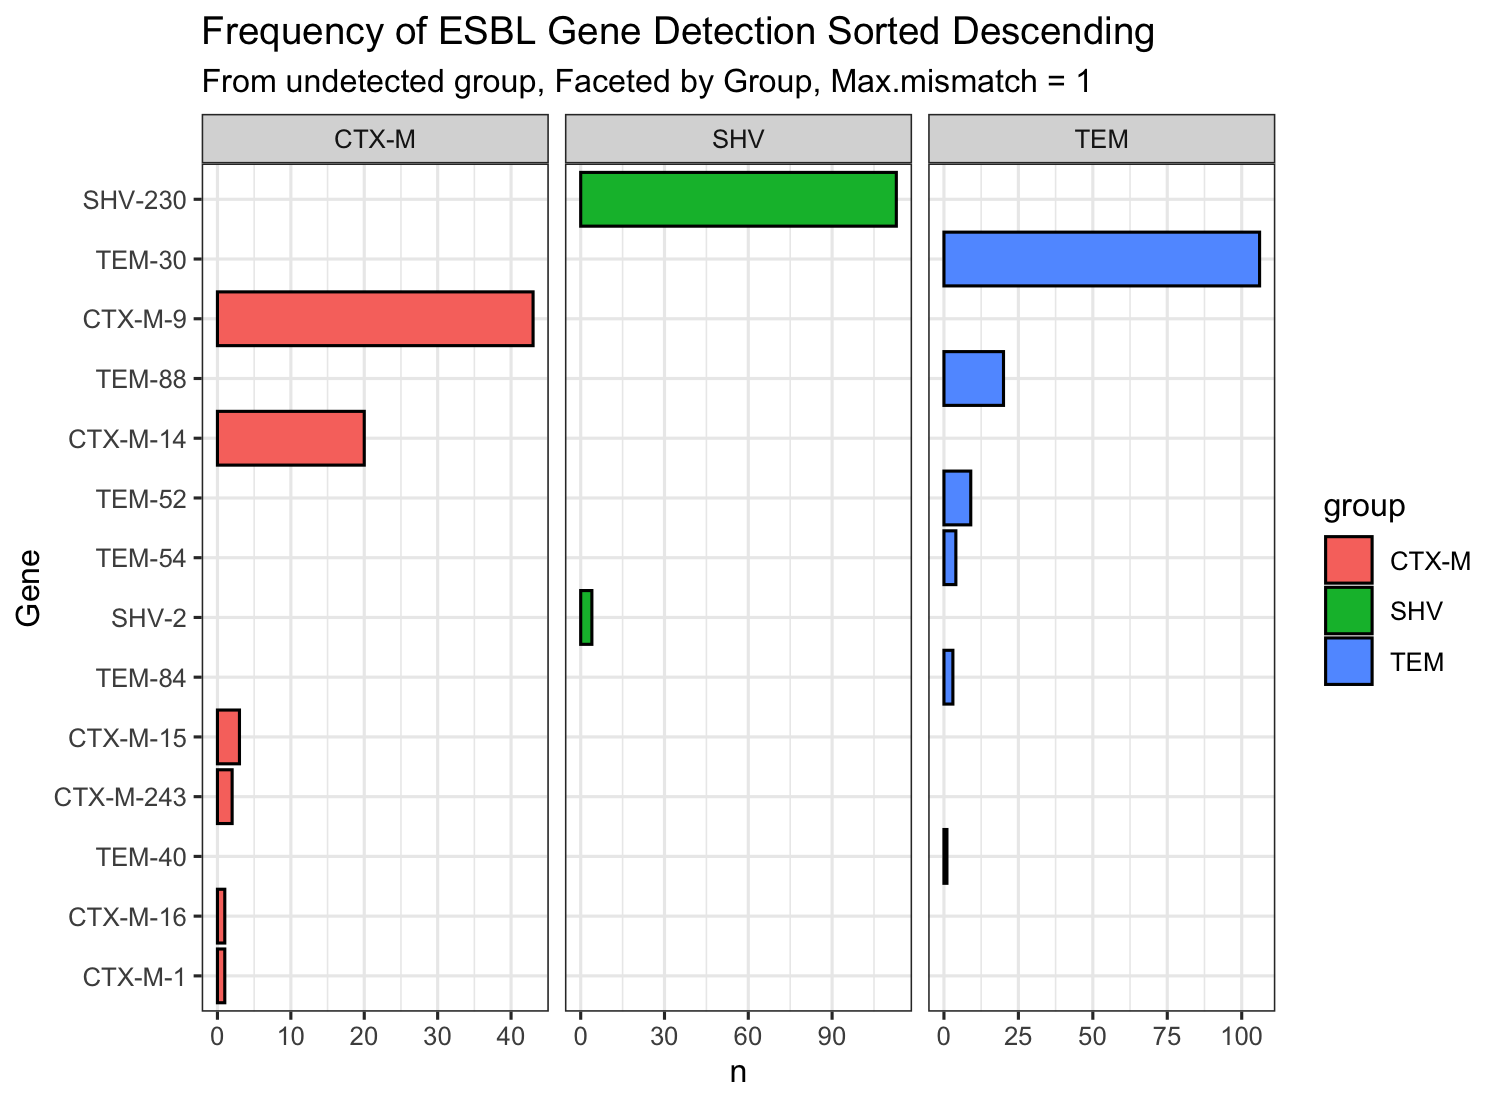 Frequency of ESBL Gene Detection Sorted Descending
From undetected group, Faceted by Group, Max.mismatch = 1
CTX-M
SHV
TEM
Gene
SHV-230
TEM-30
CTX-M-9
TEM-88
CTX-M-14
TEM-52
TEM-54
SHV-2
TEM-84
CTX-M-15
CTX-M-243
TEM-40
CTX-M-16
CTX-M-1
0 10 20 30 40
0 30 60 90
0 25 50 75 100
n
group
CTX-M
SHV
TEM